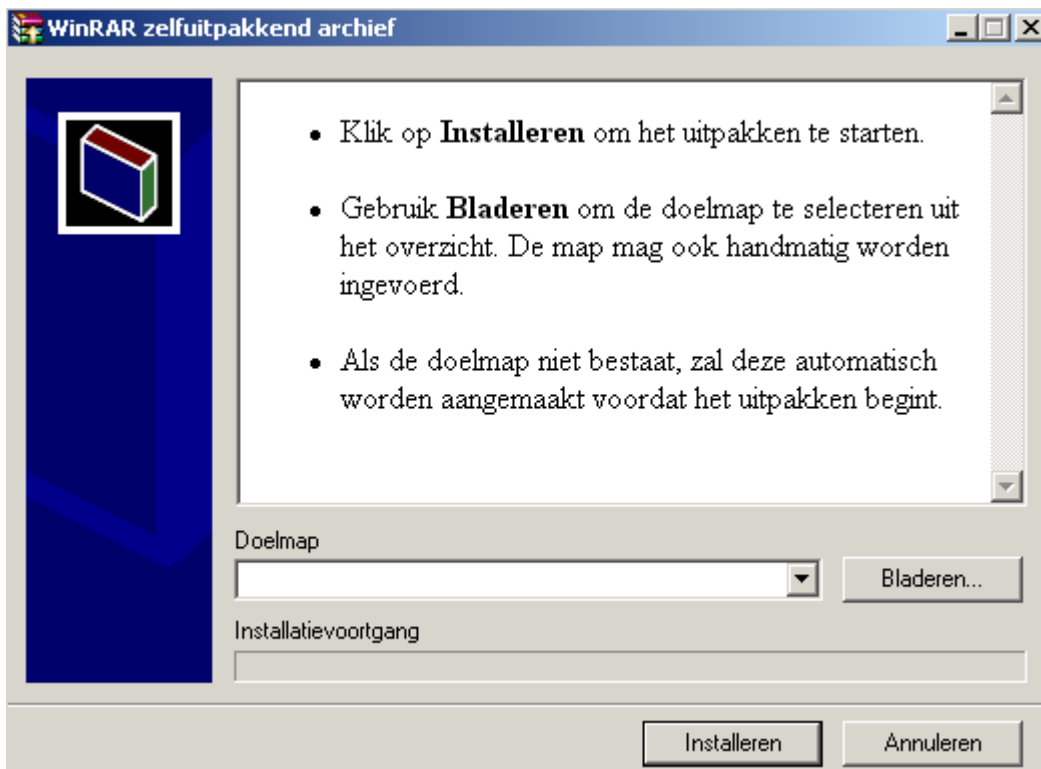 WinRAR zelfuitpakkend archief
• Klik op Installeren om het uitpakken te starten.
• Gebruik Bladeren om de doelmap te selecteren uit
het overzicht. De map mag ook handmatig worden
ingevoerd.
• Als de doelmap niet bestaat, zal deze automatisch
worden aangemaakt voordat het uitpakken begint.
Doelmap
Bladeren...
Installatievoortgang
Installeren
Annuleren